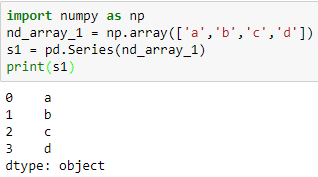 import numpy as np
nd_array_1 = np.array(['a','b','c','d'])
s1 = pd.Series(nd_array_1)
print(s1)
0    a
1    b
2    c
3    d
dtype: object